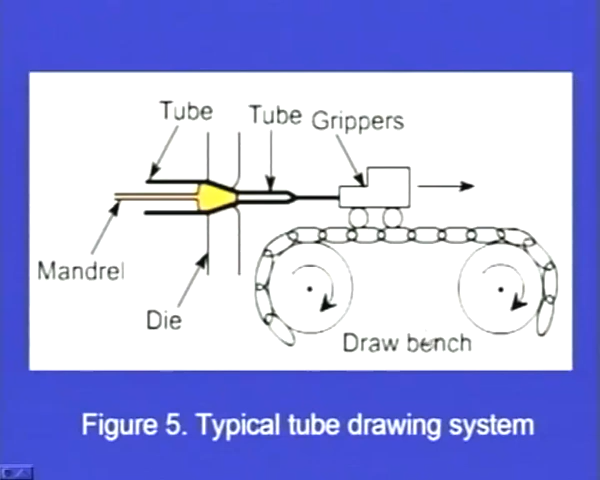 Tube
Tube
Grippers
Mandrel
Die
Draw bench
Figure 5. Typical tube drawing system